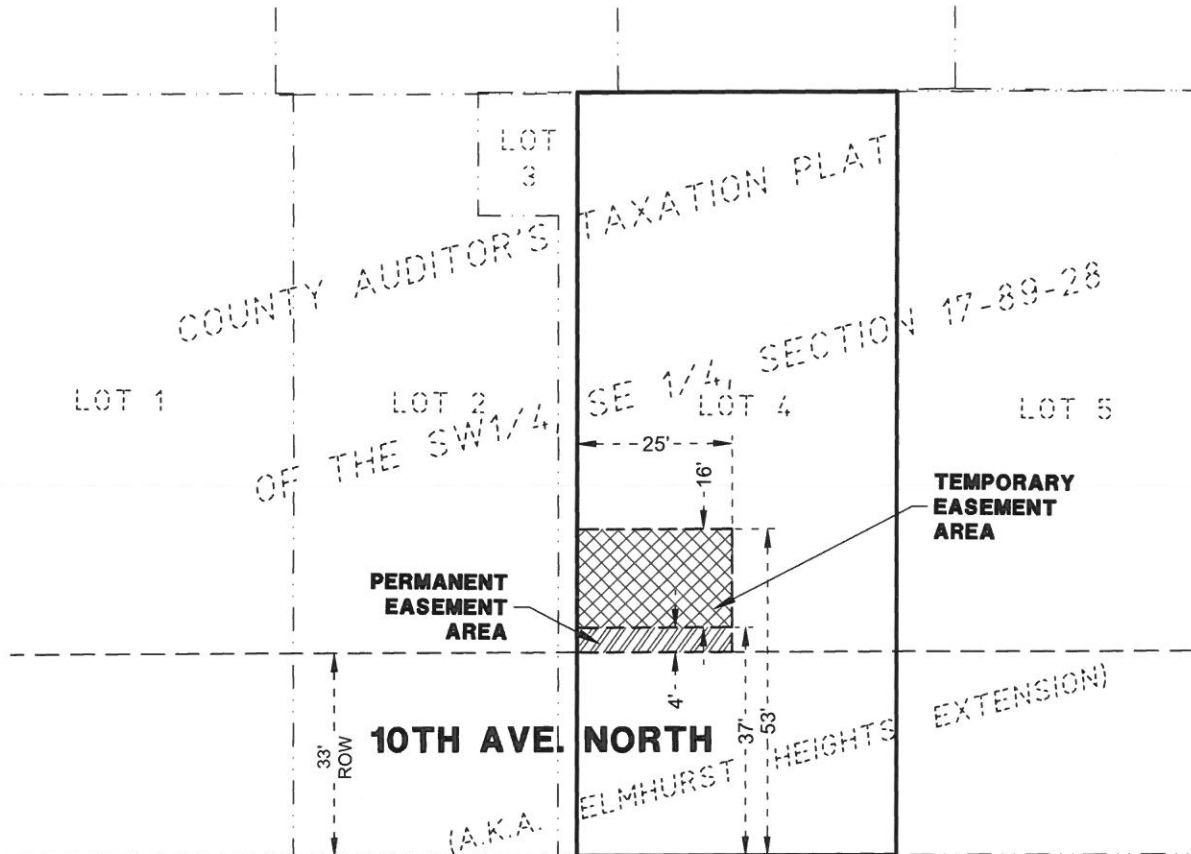 LOT
3
COUNTY AUDITOR'S TAXATION PLAT
OF THE SW1/4, SE 1/4, SECTION 17-89-28
LOT 1
LOT 2
LOT 4
LOT 5
25'
16'
TEMPORARY
EASEMENT
AREA
PERMANENT
EASEMENT
AREA
4'
37'
53'
33'
ROW
10TH AVE. NORTH
(A.K.A. ELMHURST HEIGHTS EXTENSION)